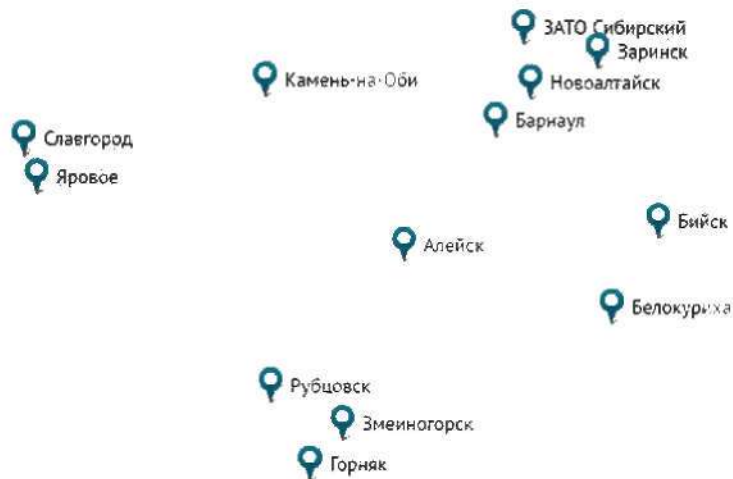 ЗАТО Сибирский
Заринск
Камень-на-Оби
Новоалтайск
Барнаул
Славгород
Яровое
Бийск
Алейск
Белокуриха
Рубцовск
Змеиногорск
Горняк